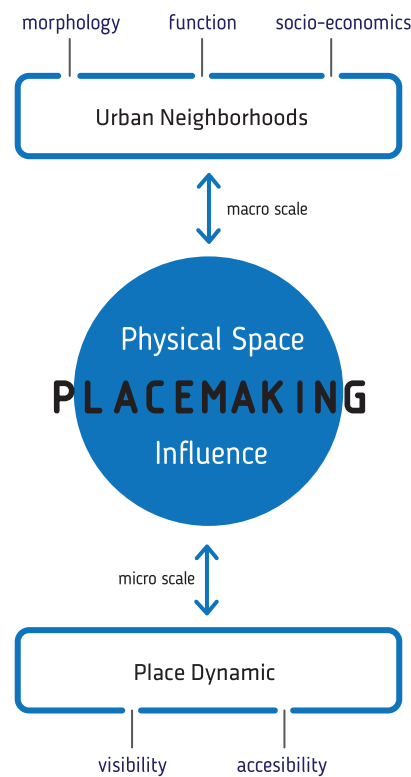 morphology function socio-economics
Urban Neighborhoods
macro scale
Physical Space
PLACEMAKING
Influence
micro scale
Place Dynamic
visibility accesibility